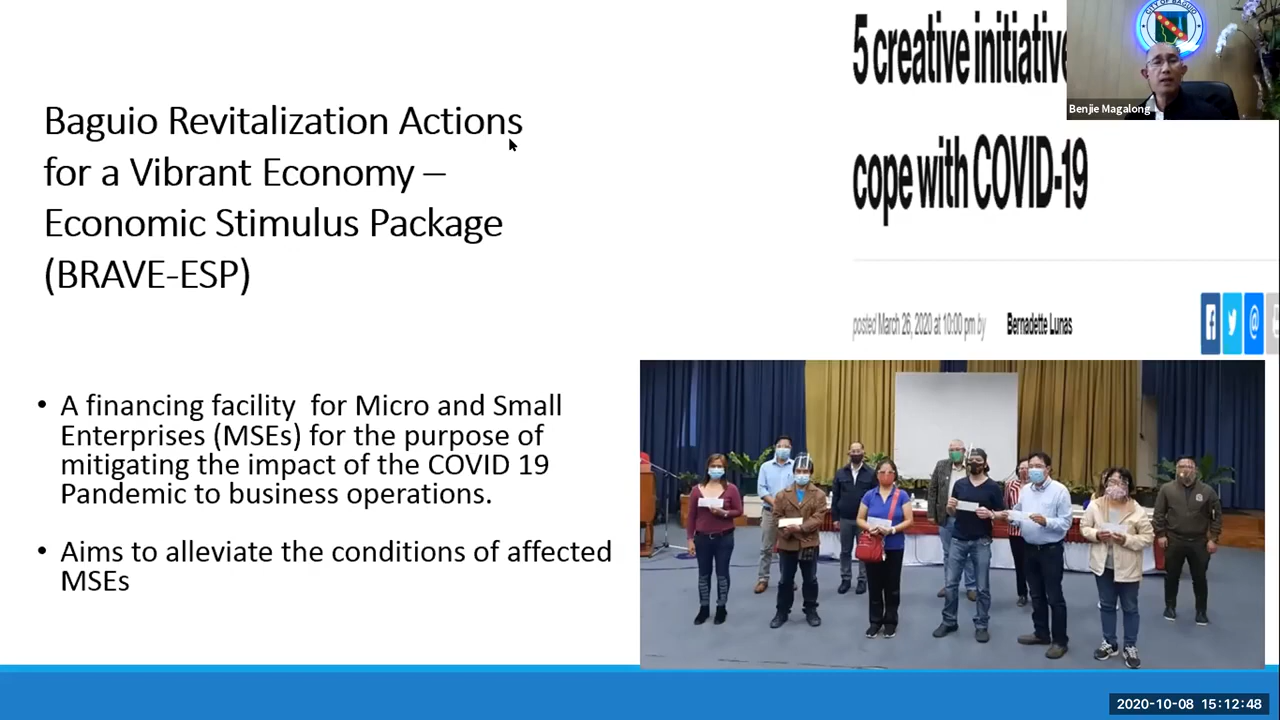 Baguio Revitalization Actions
for a Vibrant Economy –
Economic Stimulus Package
(BRAVE-ESP)
• A financing facility for Micro and Small
Enterprises (MSEs) for the purpose of
mitigating the impact of the COVID 19
Pandemic to business operations.
• Aims to alleviate the conditions of affected
MSEs
5 creative initiative
cope with COVID-19
posted March 26, 2020 at 10:00 pm by Bernadette Lunas
CITY OF BAGUIO
Benjie Magalong
2020-10-08 15:12:48